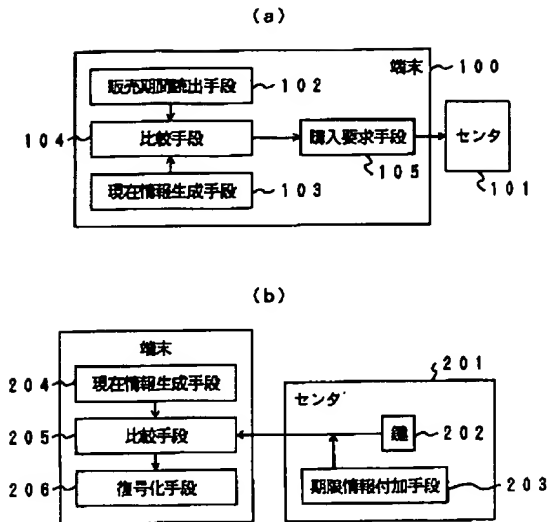 (a)
端末
100
販売期間読出手段
102
104
比較手段
購入要求手段
105
センタ
101
現在情報生成手段
103
(b)
端末
204
現在情報生成手段
205
比較手段
206
復号化手段
201
センタ
鍵
202
期限情報付加手段
203